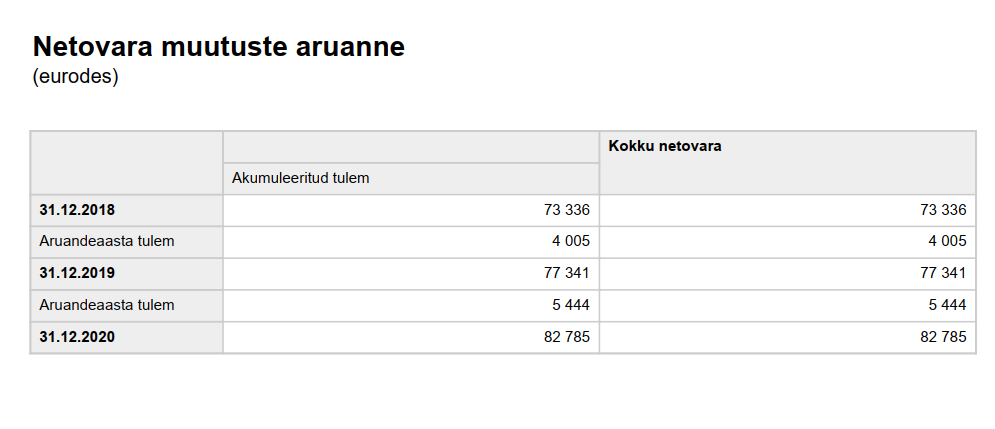 Netovara muutuste aruanne
(eurodes)
Kokku netovara
Akumuleeritud tulem
31.12.2018 73 336 73 336
Aruandeaasta tulem 4 005 4 005
31.12.2019 77 341 77 341
Aruandeaasta tulem 5 444 5 444
31.12.2020 82 785 82 785